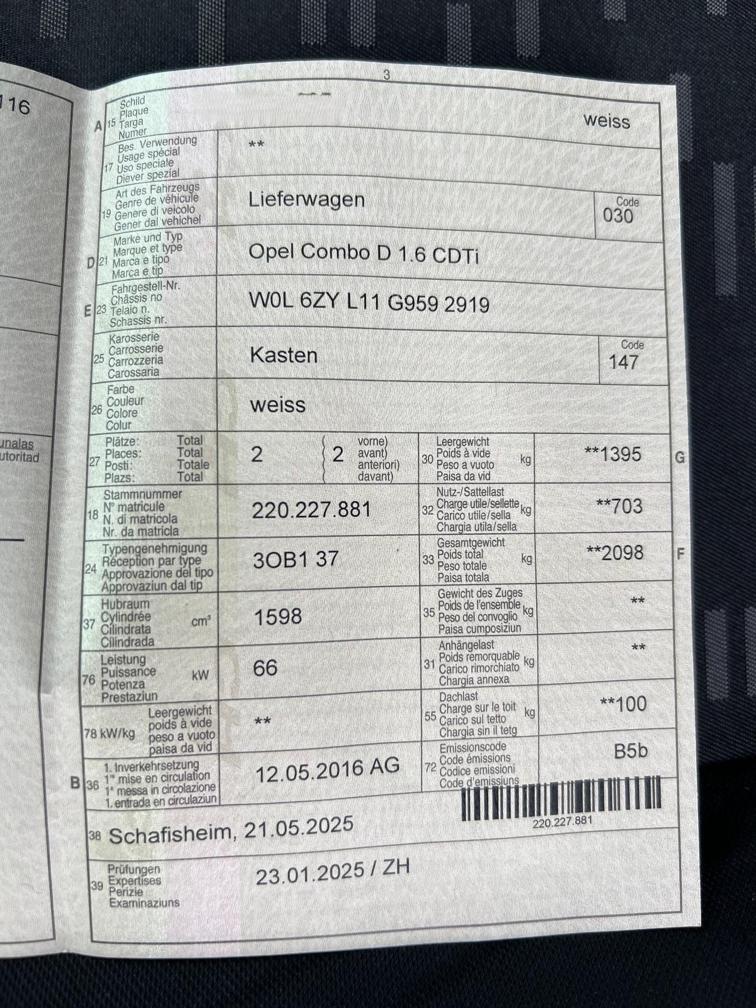 116
unalas
utoritad
3
A 15 Schild
Plaque
Targa
Numer
weiss
17 Bes. Verwendung
Usage spécial
Uso speciale
Diever spezial
**
19 Art des Fahrzeugs
Genre de véhicule
Genere di veicolo
Gener dal vehichel
Lieferwagen
Code
030
D 21 Marke und Typ
Marque et type
Marca e tipo
Marca e tip
Opel Combo D 1.6 CDTi
E 23 Fahrgestell-Nr.
Châssis no
Telaio n.
Schassis nr.
W0L 6ZY L11 G959 2919
25 Karosserie
Carrosserie
Carrozzeria
Carossaria
Kasten
Code
147
26 Farbe
Couleur
Colore
Colur
weiss
27 Plätze: Total
Places: Total
Posti: Totale
Plazs: Total
2
2
vorne)
avant)
anteriori)
davant)
30 Leergewicht
Poids à vide
Peso a vuoto
Paisa da vid
kg
**1395
G
18 Stammnummer
N° matricule
N. di matricola
Nr. da matricla
220.227.881
32 Nutz-/Sattellast
Charge utile/sellette
Carico utile/sella
Chargia utila/sella
kg
**703
24 Typengenehmigung
Réception par type
Approvazione del tipo
Approvaziun dal tip
3OB1 37
33 Gesamtgewicht
Poids total
Peso totale
Paisa totala
kg
**2098
F
37 Hubraum
Cylindrée
Cilindrata
Cilindrada
cm³
1598
35 Gewicht des Zuges
Poids de l'ensemble
Peso del convoglio
Paisa cumposiziun
kg
**
76 Leistung
Puissance
Potenza
Prestaziun
kW
66
31 Anhängelast
Poids remorquable
Carico rimorchiato
Chargia annexa
kg
**
78 kW/kg
Leergewicht
poids à vide
peso a vuoto
paisa da vid
**
55 Dachlast
Charge sur le toit
Carico sul tetto
Chargia sin il tetg
kg
**100
B 36 1. Inverkehrsetzung
1re mise en circulation
1a messa in circolazione
1. entrada en circulaziun
12.05.2016 AG
72 Emissionscode
Code émissions
Codice emissioni
Code d'emissiuns
B5b
220.227.881
38 Schafisheim, 21.05.2025
39 Prüfungen
Expertises
Perizie
Examinaziuns
23.01.2025 / ZH